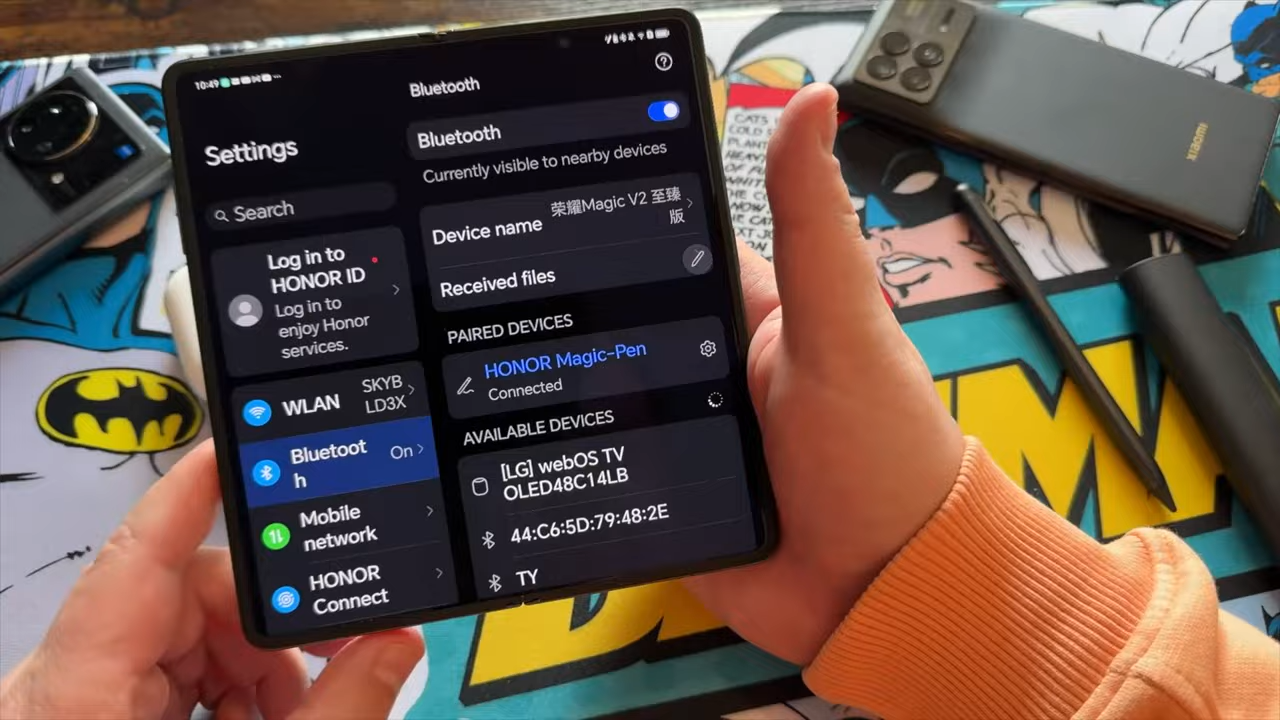 10:49
Bluetooth
Settings
Bluetooth
Currently visible to nearby devices
Search
Device name
荣耀Magic V2 至臻
版
Log in to
HONOR ID
Log in to
enjoy Honor
services.
Received files
PAIRED DEVICES
HONOR Magic-Pen
Connected
WLAN
SKYB
LD3X
AVAILABLE DEVICES
Bluetoot
h
On
[LG] webOS TV
OLED48C14LB
Mobile
network
44:C6:5D:79:48:2E
HONOR
Connect
TY
xiaomi
CATS
COLD